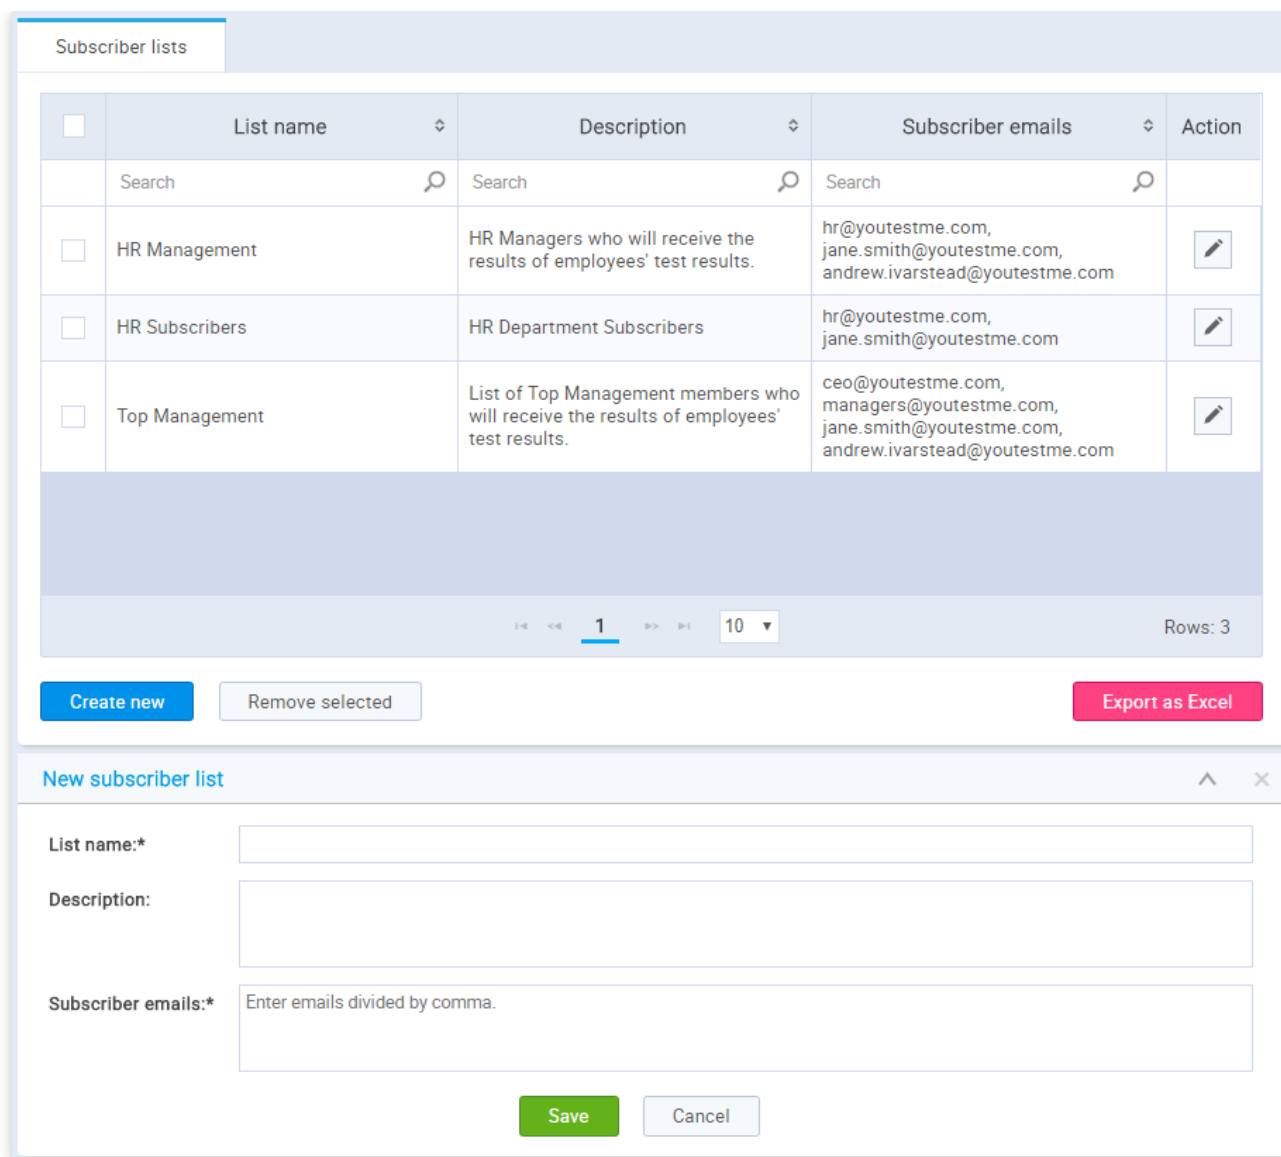 Subscriber lists
List name
Description
Subscriber emails
Action
Search
Search
Search
HR Management
HR Managers who will receive the
results of employees' test results.
hr@youtestme.com,
jane.smith@youtestme.com,
andrew.ivarstead@youtestme.com
HR Subscribers
HR Department Subscribers
hr@youtestme.com,
jane.smith@youtestme.com
Top Management
List of Top Management members who
will receive the results of employees'
test results.
ceo@youtestme.com,
managers@youtestme.com,
jane.smith@youtestme.com,
andrew.ivarstead@youtestme.com
1
10
Rows: 3
Create new
Remove selected
Export as Excel
New subscriber list
List name:*
Description:
Subscriber emails:*
Enter emails divided by comma.
Save
Cancel